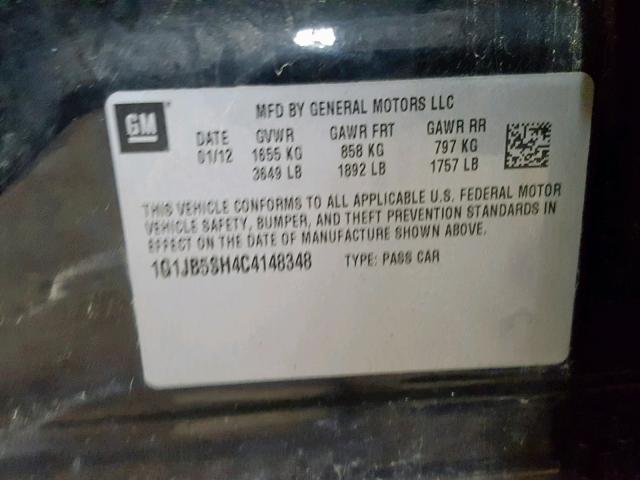 GM
MFD BY GENERAL MOTORS LLC
DATE GVWR GAWR FRT GAWR RR
01/12 1655 KG 858 KG 797 KG
3649 LB 1892 LB 1757 LB
THIS VEHICLE CONFORMS TO ALL APPLICABLE U.S. FEDERAL MOTOR
VEHICLE SAFETY, BUMPER, AND THEFT PREVENTION STANDARDS IN
EFFECT ON THE DATE OF MANUFACTURE SHOWN ABOVE.
1G1JB5SH4C4148348 TYPE: PASS CAR